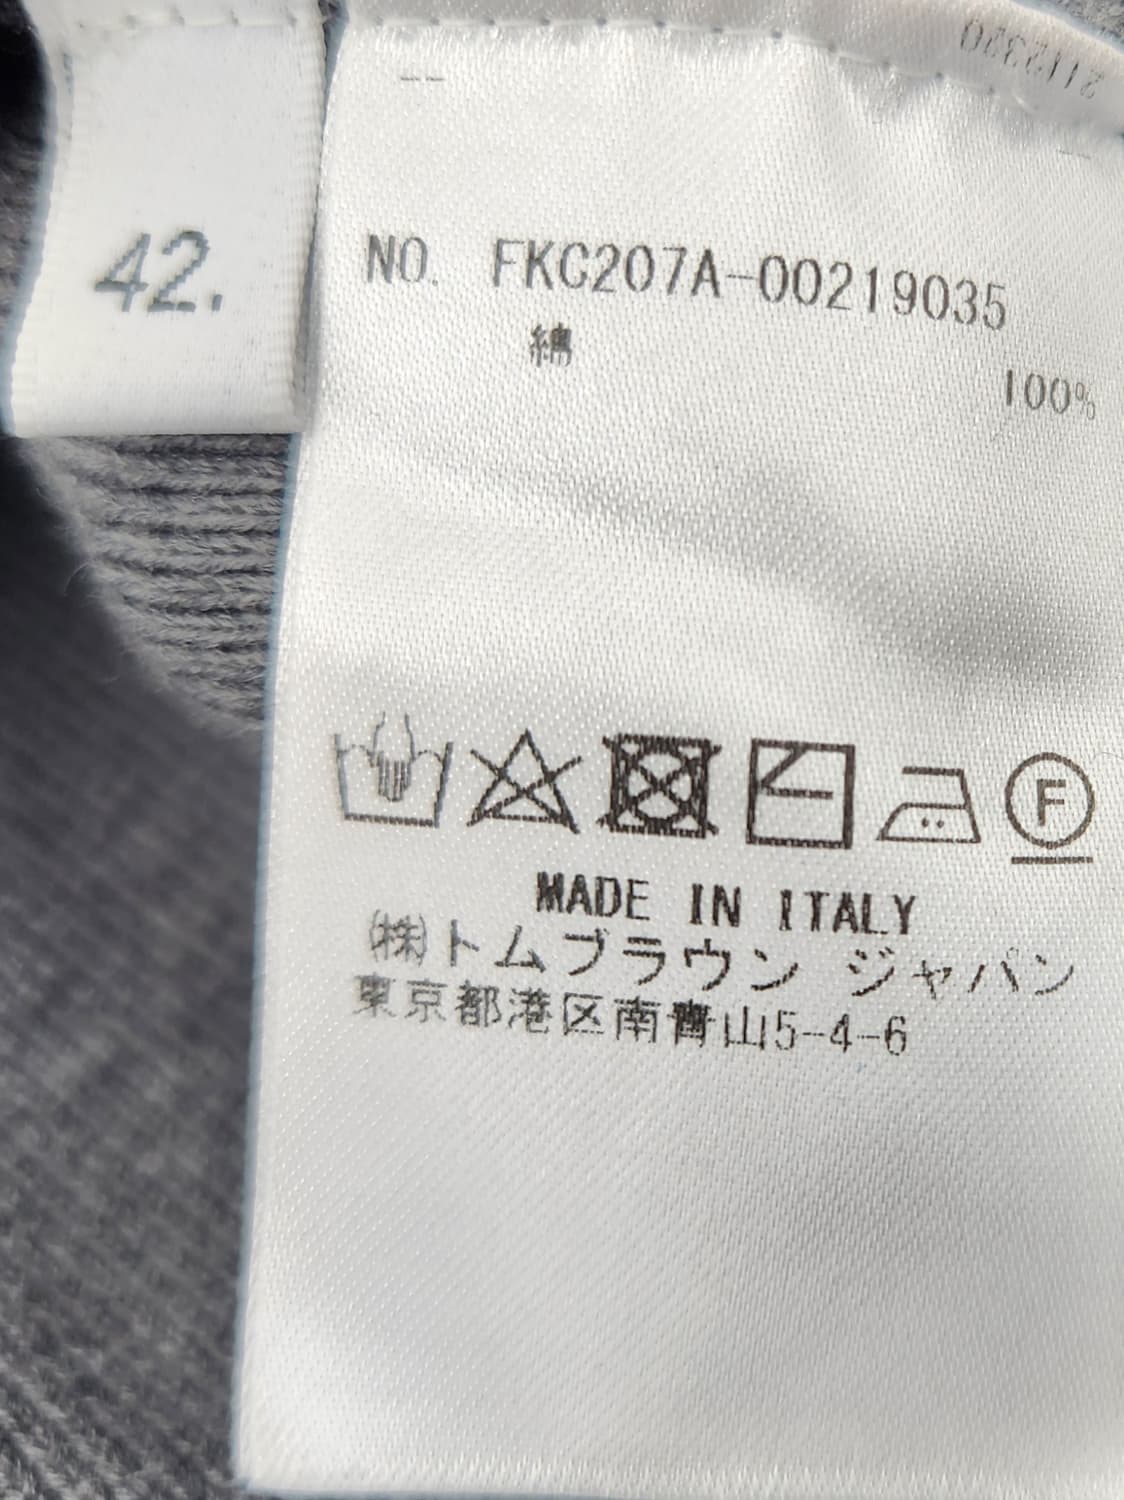 42.
NO. FKC207A-00219035
綿 100%
F
MADE IN ITALY
㈱トムブラウン ジャパン
東京都港区南青山5-4-6